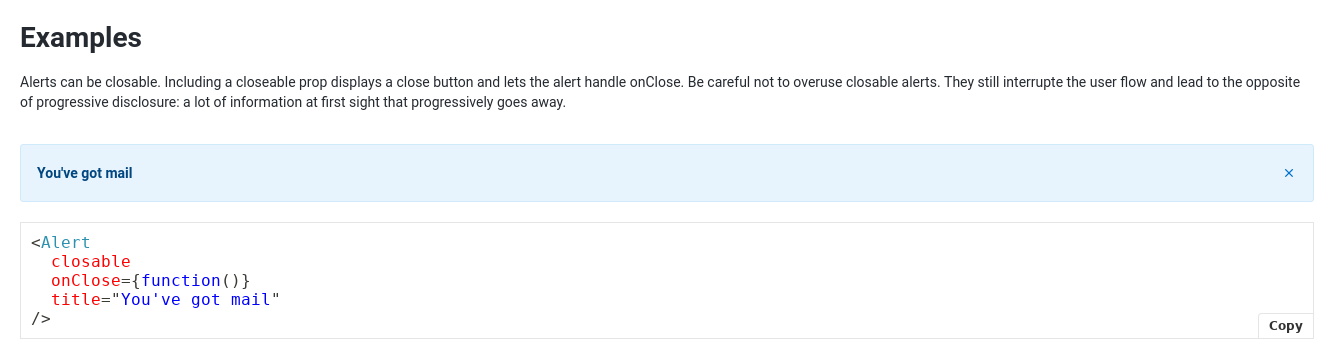 Examples
Alerts can be closable. Including a closeable prop displays a close button and lets the alert handle onClose. Be careful not to overuse closable alerts. They still interrupte the user flow and lead to the opposite
of progressive disclosure: a lot of information at first sight that progressively goes away.
You've got mail ×
<Alert
  closable
  onClose={function()}
  title="You've got mail"
/>
Copy